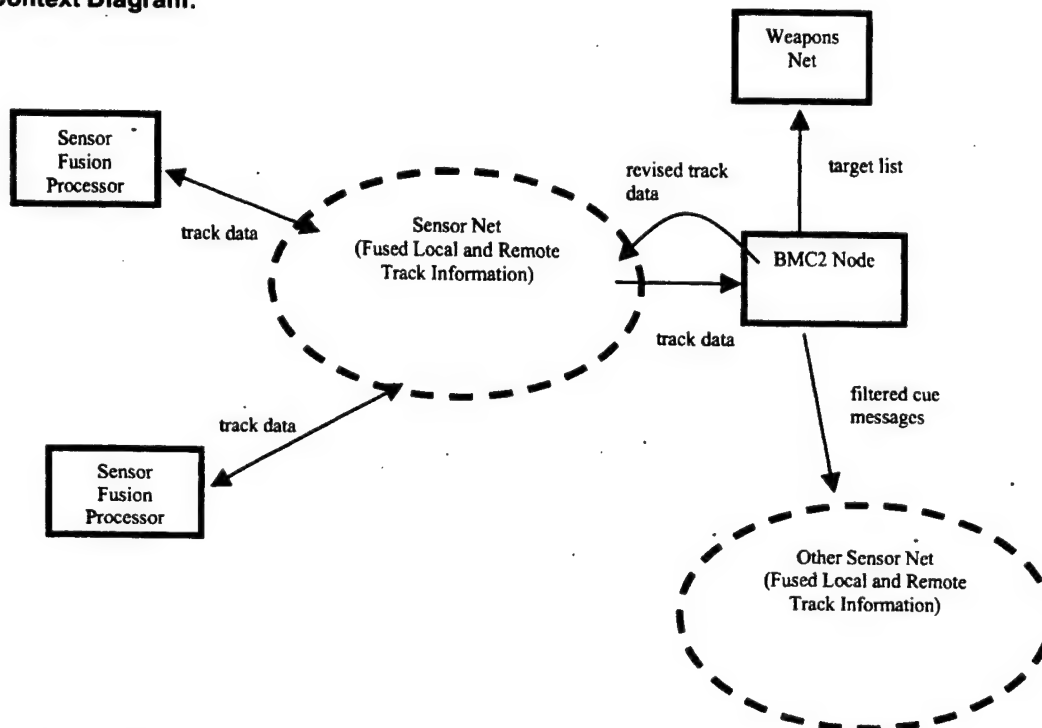 Context Diagram:
Weapons
Net
Sensor
Fusion
Processor
revised track
data
target list
track data
Sensor Net
(Fused Local and Remote
Track Information)
BMC2 Node
track data
filtered cue
messages
track data
Sensor
Fusion
Processor
Other Sensor Net
(Fused Local and Remote
Track Information)